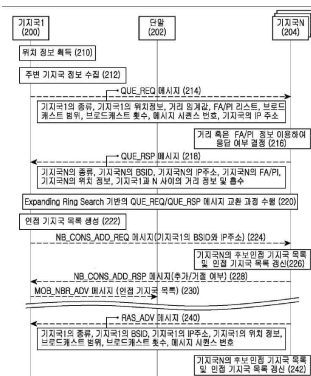 기지국1
(200)
단말
(202)
기지국N
(204)
위치 정보 획득 (210)
주변 기지국 정보 수집 (212)
QUE_REQ 메시지 (214)
기지국1의 종류, 기지국1의 위치정보, 거리 임계값, FA/PI 리스트, 브로드
캐스트 범위, 브로드캐스트 횟수, 메시지 시퀀스 번호, 기지국의 IP 주소
거리 혹은 FA/PI 정보 이용하여
응답 여부 결정 (216)
QUE_RSP 메시지 (218)
기지국N의 종류, 기지국N의 BSID, 기지국N의 IP주소, 기지국N의 FA/PI,
기지국N의 위치 정보, 기지국1과 N 사이의 거리 정보 및 홉수
Expanding Ring Search 기반의 QUE_REQ/QUE_RSP 메시지 교환 과정 수행 (220)
인접 기지국 목록 생성 (222)
NB_CONS_ADD_REQ 메시지(기지국1의 BSID와 IP주소) (224)
기지국N의 후보인접 기지국 목록
및 인접 기지국 목록 갱신(226)
NB_CONS_ADD_RSP 메시지(추가/거절 여부) (228)
MOB_NBR_ADV 메시지 (인접 기지국 목록) (230)
RAS_ADV 메시지 (240)
기지국1의 종류, 기지국1의 BSID, 기지국1의 IP주소, 기지국1의 위치 정보,
브로드캐스트 범위, 브로드캐스트 횟수, 메시지 시퀀스 번호
기지국N의 후보인접 기지국 목록
및 인접 기지국 목록 갱신 (242)